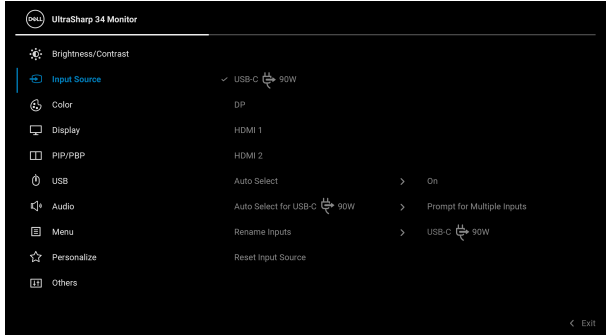 DELL UltraSharp 34 Monitor
Brightness/Contrast
Input Source ✓ USB-C 90W
Color DP
Display HDMI 1
PIP/PBP HDMI 2
USB Auto Select > On
Audio Auto Select for USB-C 90W > Prompt for Multiple Inputs
Menu Rename Inputs > USB-C 90W
Personalize Reset Input Source
Others
< Exit